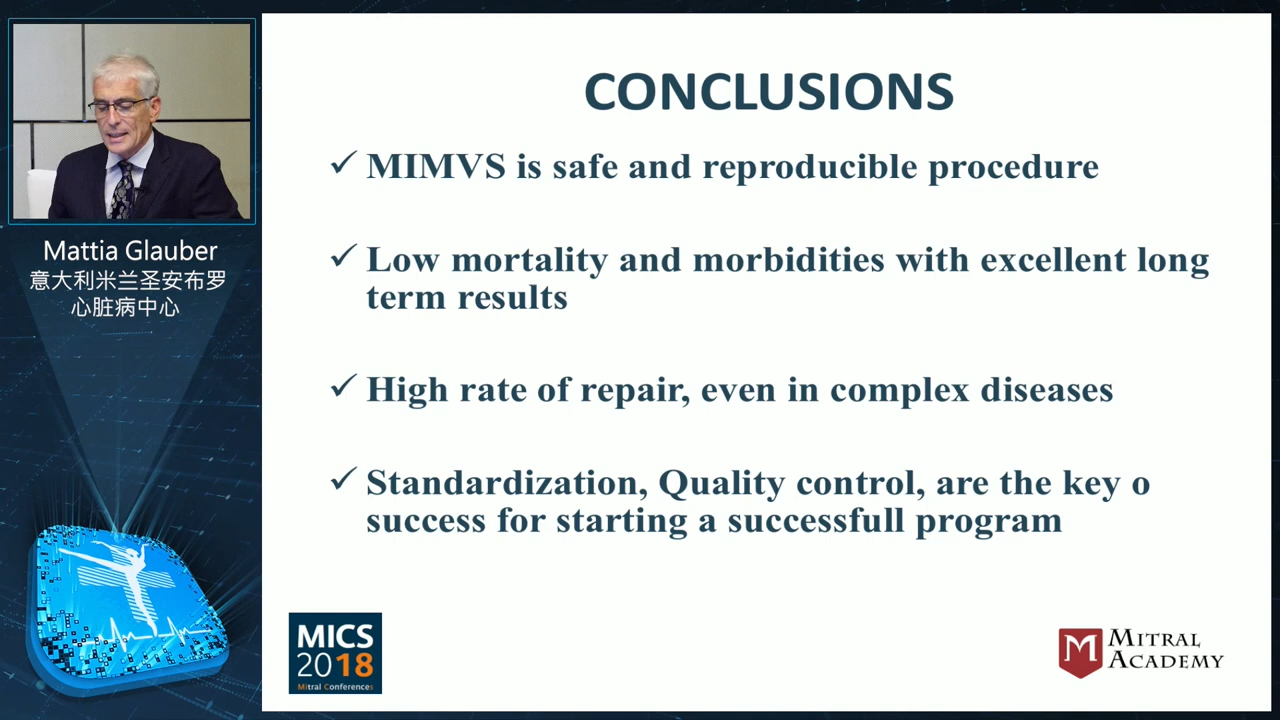 Mattia Glauber
意大利米兰圣安布罗
心脏病中心
CONCLUSIONS
✓ MIMVS is safe and reproducible procedure
✓ Low mortality and morbidities with excellent long
term results
✓ High rate of repair, even in complex diseases
✓ Standardization, Quality control, are the key o
success for starting a successfull program
MICS
2018
Mitral Conferences
M MITRAL
ACADEMY